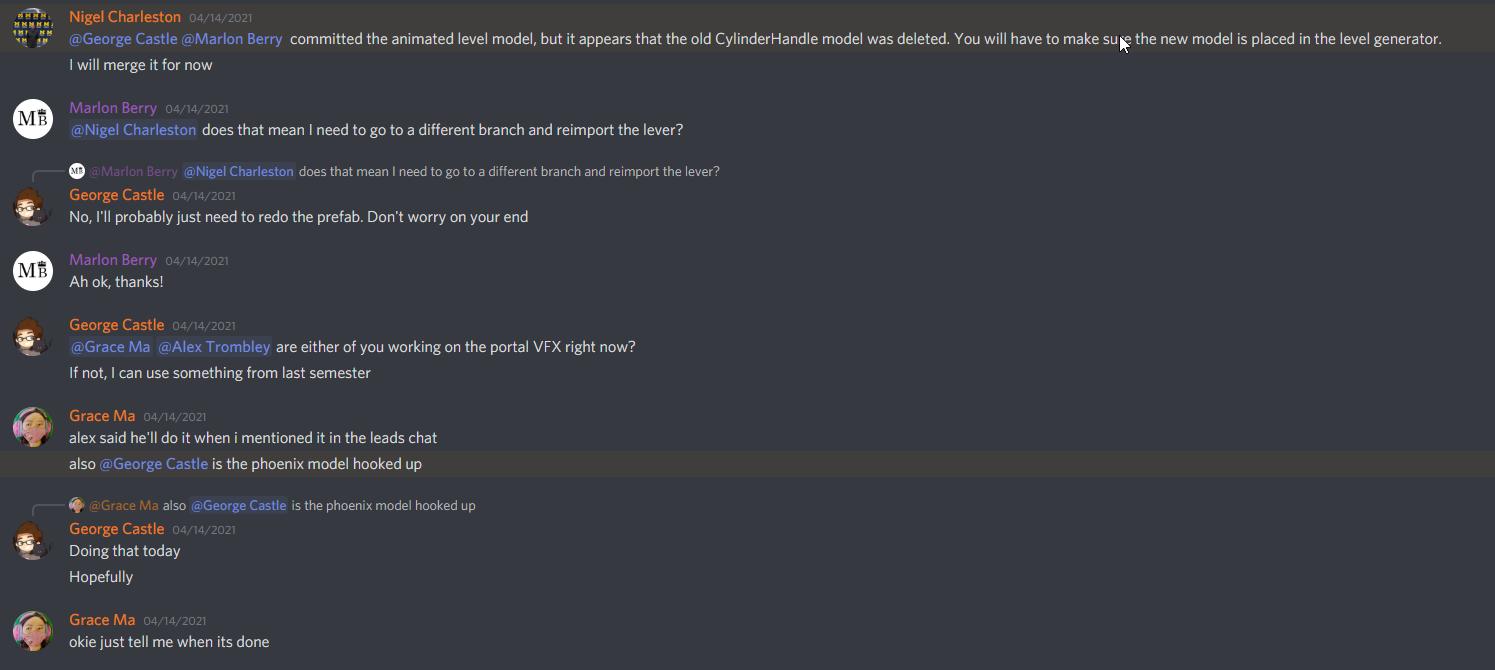 Nigel Charleston 04/14/2021
@George Castle @Marlon Berry committed the animated level model, but it appears that the old CylinderHandle model was deleted. You will have to make sure the new model is placed in the level generator.
I will merge it for now
Marlon Berry 04/14/2021
MB
@Nigel Charleston does that mean I need to go to a different branch and reimport the lever?
MB @Marlon Berry @Nigel Charleston does that mean I need to go to a different branch and reimport the lever?
George Castle 04/14/2021
No, I'll probably just need to redo the prefab. Don't worry on your end
Marlon Berry 04/14/2021
MB
Ah ok, thanks!
George Castle 04/14/2021
@Grace Ma @Alex Trombley are either of you working on the portal VFX right now?
If not, I can use something from last semester
Grace Ma 04/14/2021
alex said he'll do it when i mentioned it in the leads chat
also @George Castle is the phoenix model hooked up
@Grace Ma also @George Castle is the phoenix model hooked up
George Castle 04/14/2021
Doing that today
Hopefully
Grace Ma 04/14/2021
okie just tell me when its done